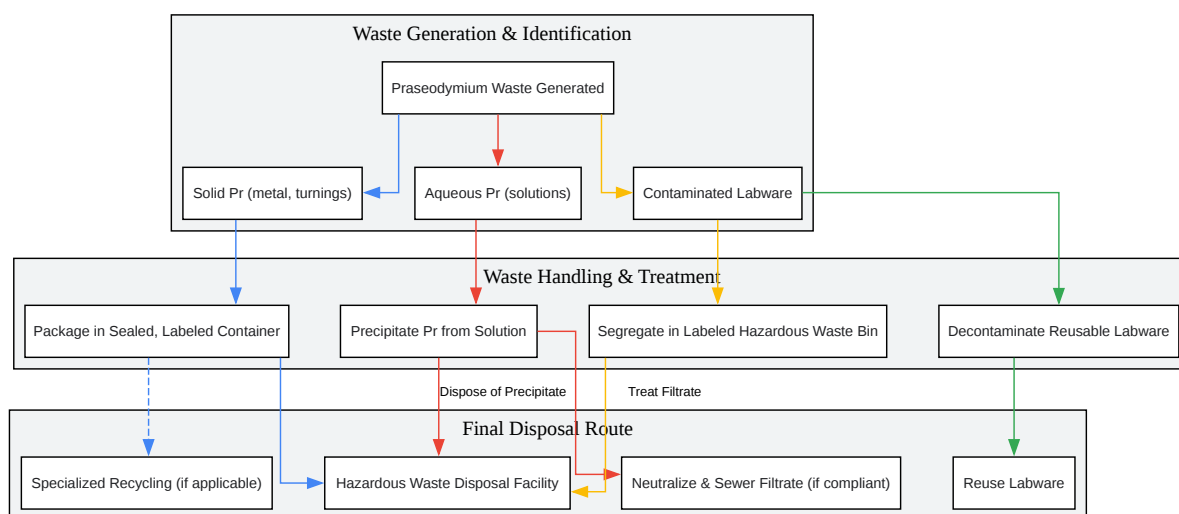 Waste Generation & Identification
Praseodymium Waste Generated
Solid Pr (metal, turnings)
Aqueous Pr (solutions)
Contaminated Labware
Waste Handling & Treatment
Package in Sealed, Labeled Container
Precipitate Pr from Solution
Segregate in Labeled Hazardous Waste Bin
Decontaminate Reusable Labware
Dispose of Precipitate
Treat Filtrate
Final Disposal Route
Specialized Recycling (if applicable)
Hazardous Waste Disposal Facility
Neutralize & Sewer Filtrate (if compliant)
Reuse Labware